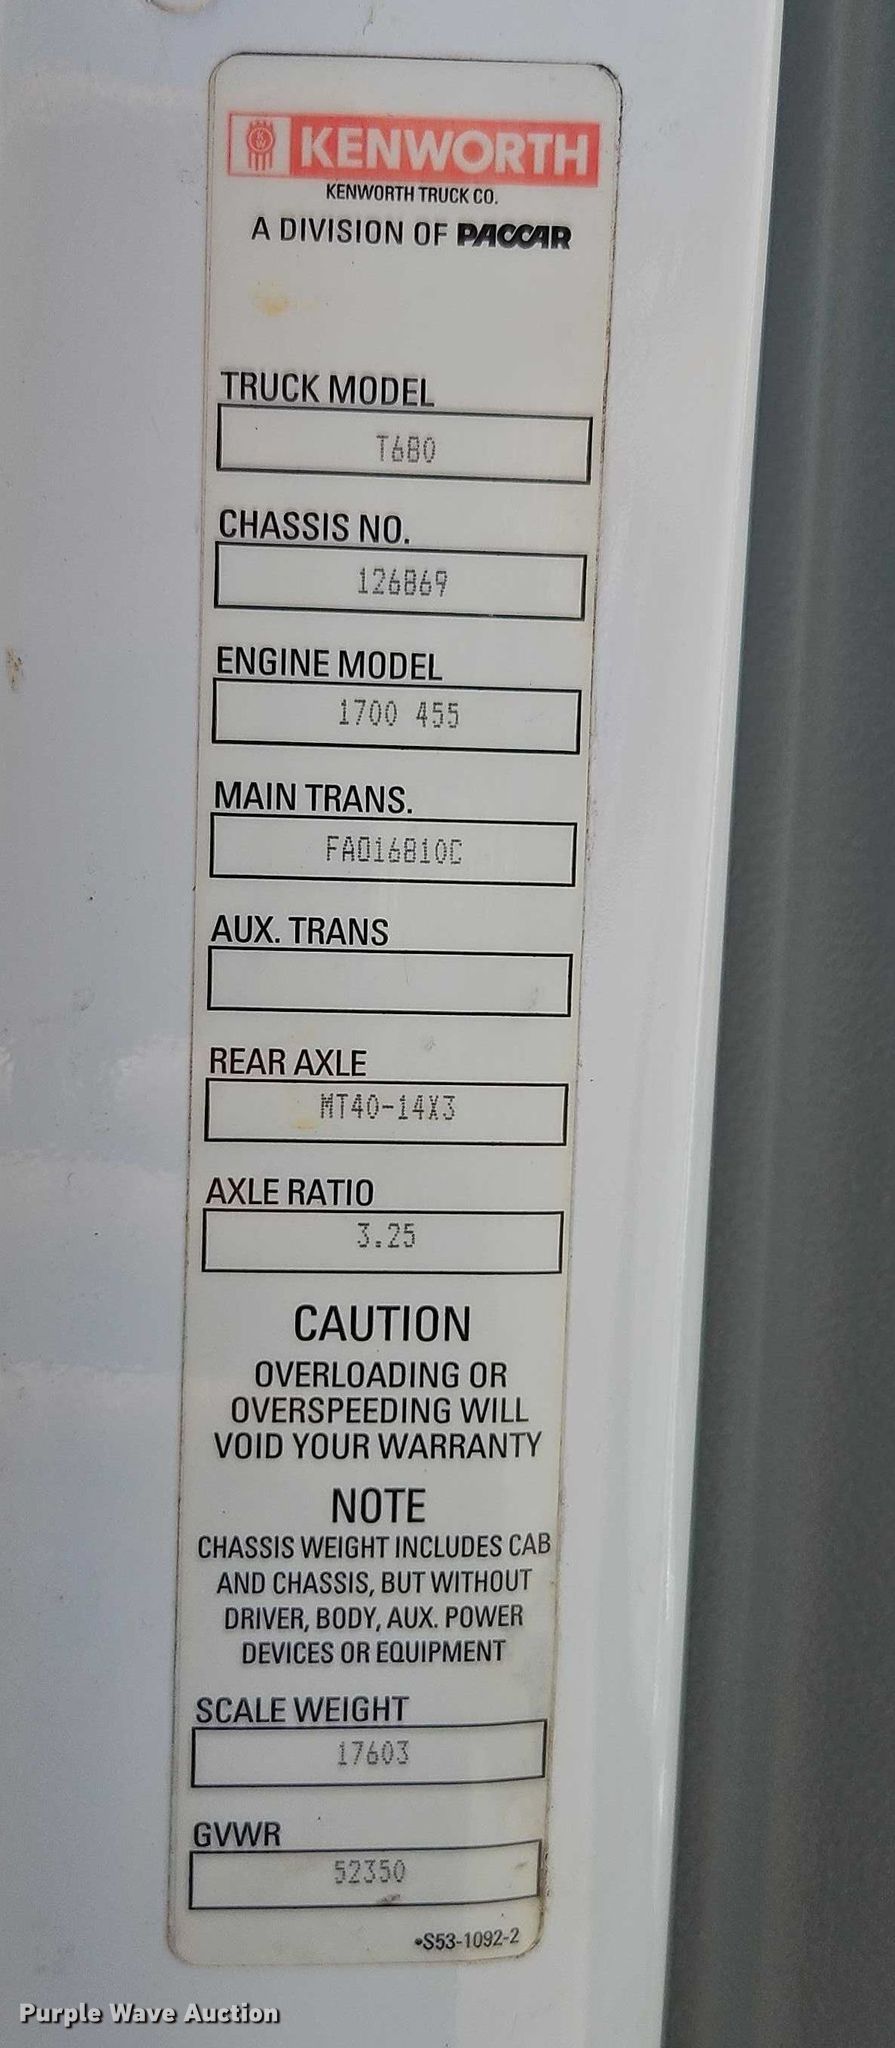 KW
KENWORTH
KENWORTH TRUCK CO.
A DIVISION OF PACCAR
TRUCK MODEL
T680
CHASSIS NO.
126869
ENGINE MODEL
1700 455
MAIN TRANS.
FAO16810C
AUX. TRANS
REAR AXLE
MT40-14X3
AXLE RATIO
3.25
CAUTION
OVERLOADING OR
OVERSPEEDING WILL
VOID YOUR WARRANTY
NOTE
CHASSIS WEIGHT INCLUDES CAB
AND CHASSIS, BUT WITHOUT
DRIVER, BODY, AUX. POWER
DEVICES OR EQUIPMENT
SCALE WEIGHT
17603
GVWR
52350
•S53-1092-2
Purple Wave Auction